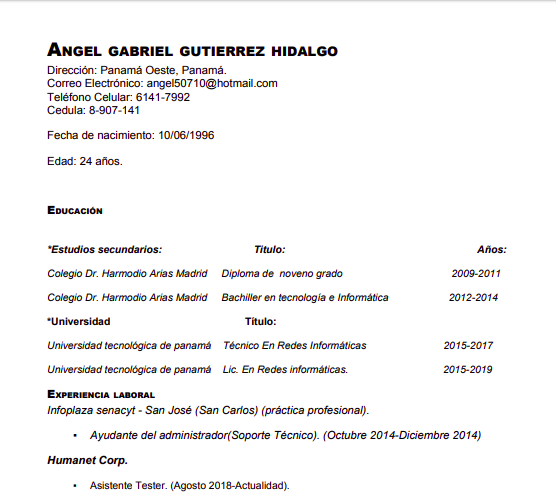 ANGEL GABRIEL GUTIERREZ HIDALGO
Dirección: Panamá Oeste, Panamá.
Correo Electrónico: angel50710@hotmail.com
Teléfono Celular: 6141-7992
Cedula: 8-907-141
Fecha de nacimiento: 10/06/1996
Edad: 24 años.
EDUCACIÓN
*Estudios secundarios: Titulo: Años:
Colegio Dr. Harmodio Arias Madrid Diploma de noveno grado 2009-2011
Colegio Dr. Harmodio Arias Madrid Bachiller en tecnología e Informática 2012-2014
*Universidad Título:
Universidad tecnológica de panamá Técnico En Redes Informáticas 2015-2017
Universidad tecnológica de panamá Lic. En Redes informáticas. 2015-2019
EXPERIENCIA LABORAL
Infoplaza senacyt - San José (San Carlos) (práctica profesional).
▪ Ayudante del administrador(Soporte Técnico). (Octubre 2014-Diciembre 2014)
Humanet Corp.
▪ Asistente Tester. (Agosto 2018-Actualidad).